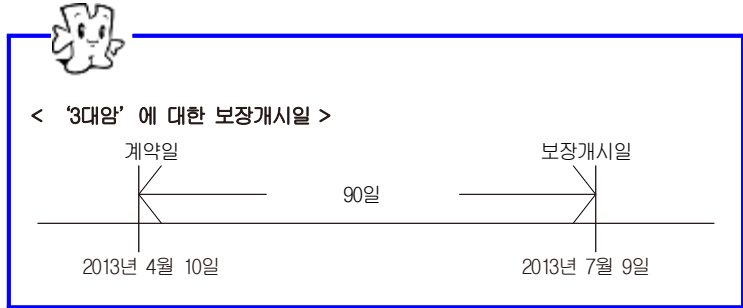 < ‘3대암’에 대한 보장개시일 >
계약일 보장개시일
90일
2013년 4월 10일 2013년 7월 9일